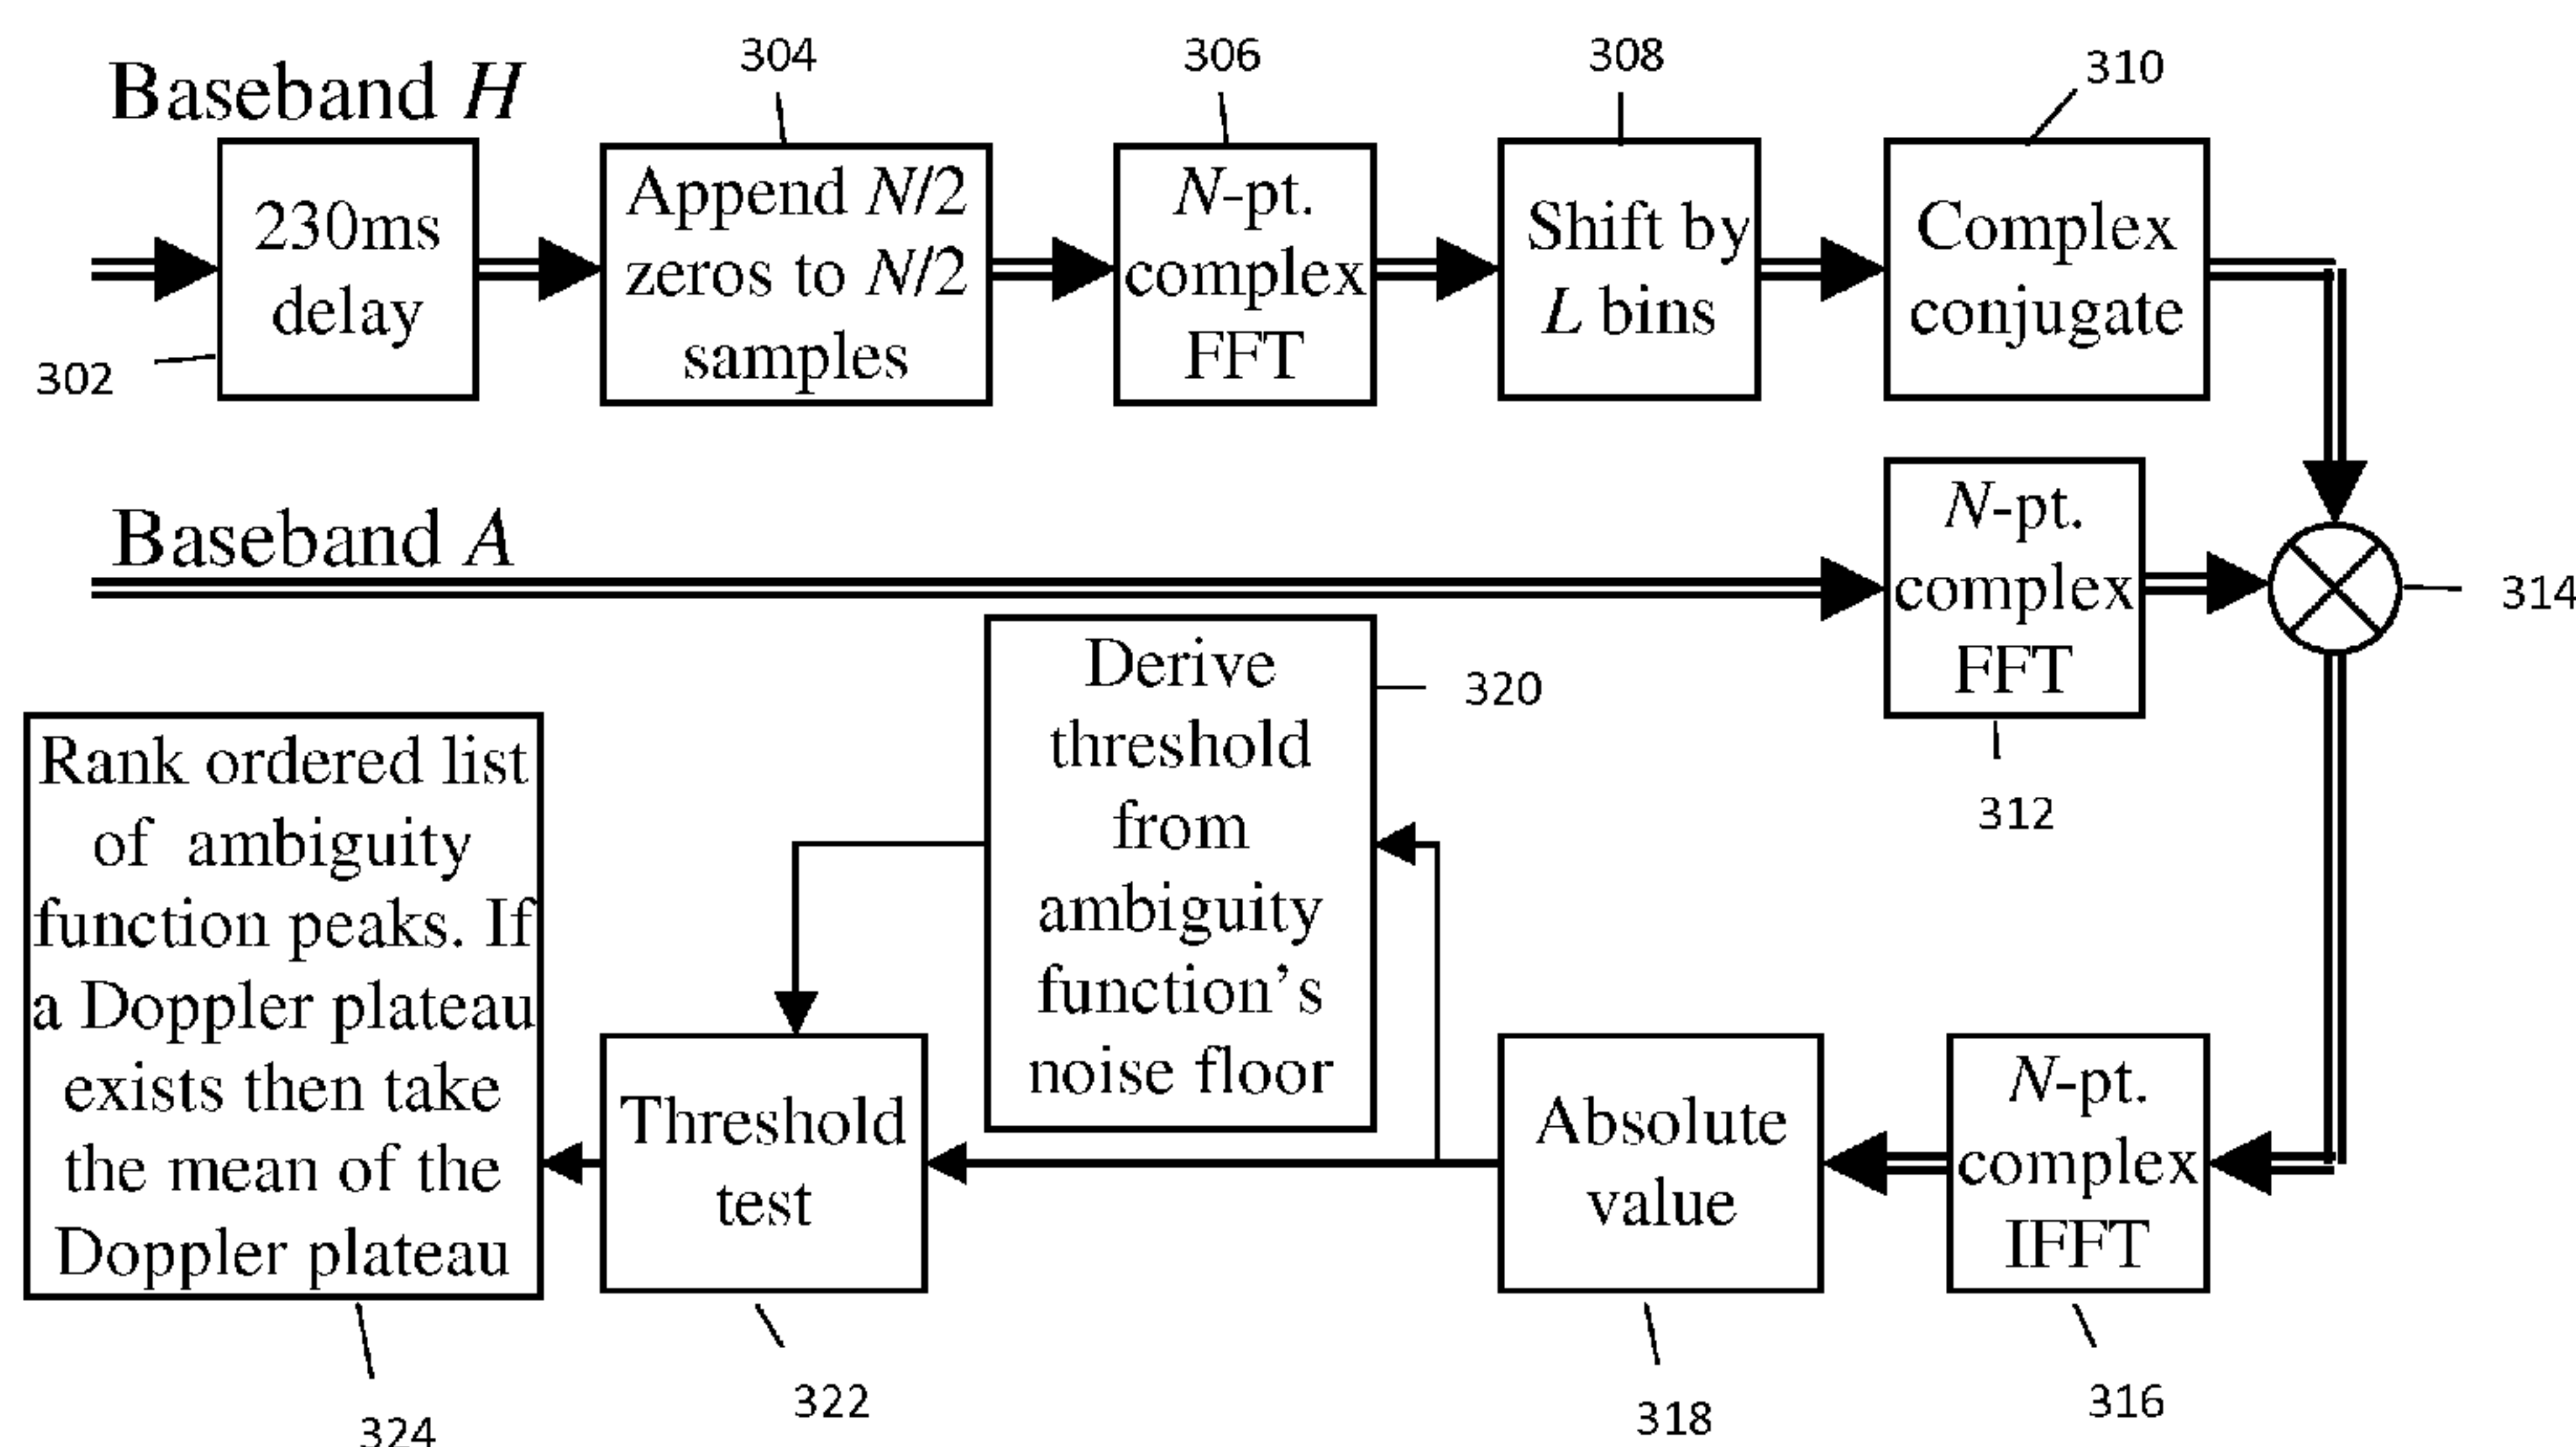 304
306
308
310
Baseband H
230ms
delay
302
Append N/2
zeros to N/2
samples
N-pt.
complex
FFT
Shift by
L bins
Complex
conjugate
Baseband A
N-pt.
complex
FFT
312
314
Derive
threshold
from
ambiguity
function’s
noise floor
320
Rank ordered list
of ambiguity
function peaks. If
a Doppler plateau
exists then take
the mean of the
Doppler plateau
324
Threshold
test
322
Absolute
value
318
N-pt.
complex
IFFT
316